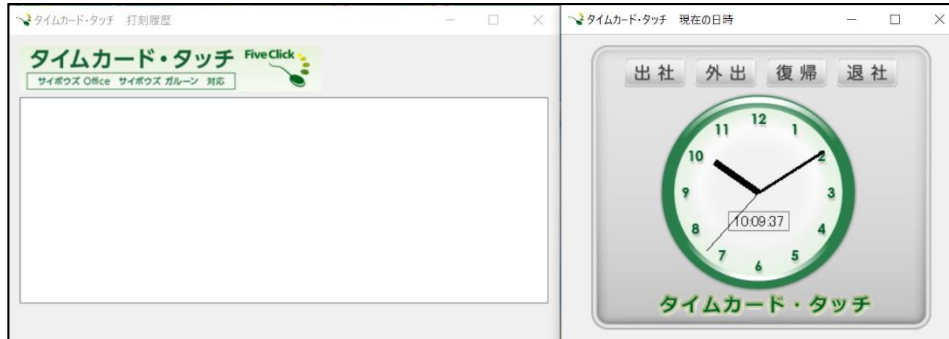 タイムカード・タッチ 打刻履歴
タイムカード・タッチ FiveClick
サイボウズ Office サイボウズ ガルーン 対応
タイムカード・タッチ 現在の日時
出社 外出 復帰 退社
12
11 1
10 2
9 3
10:09:37
8 4
7 5
6
タイムカード・タッチ